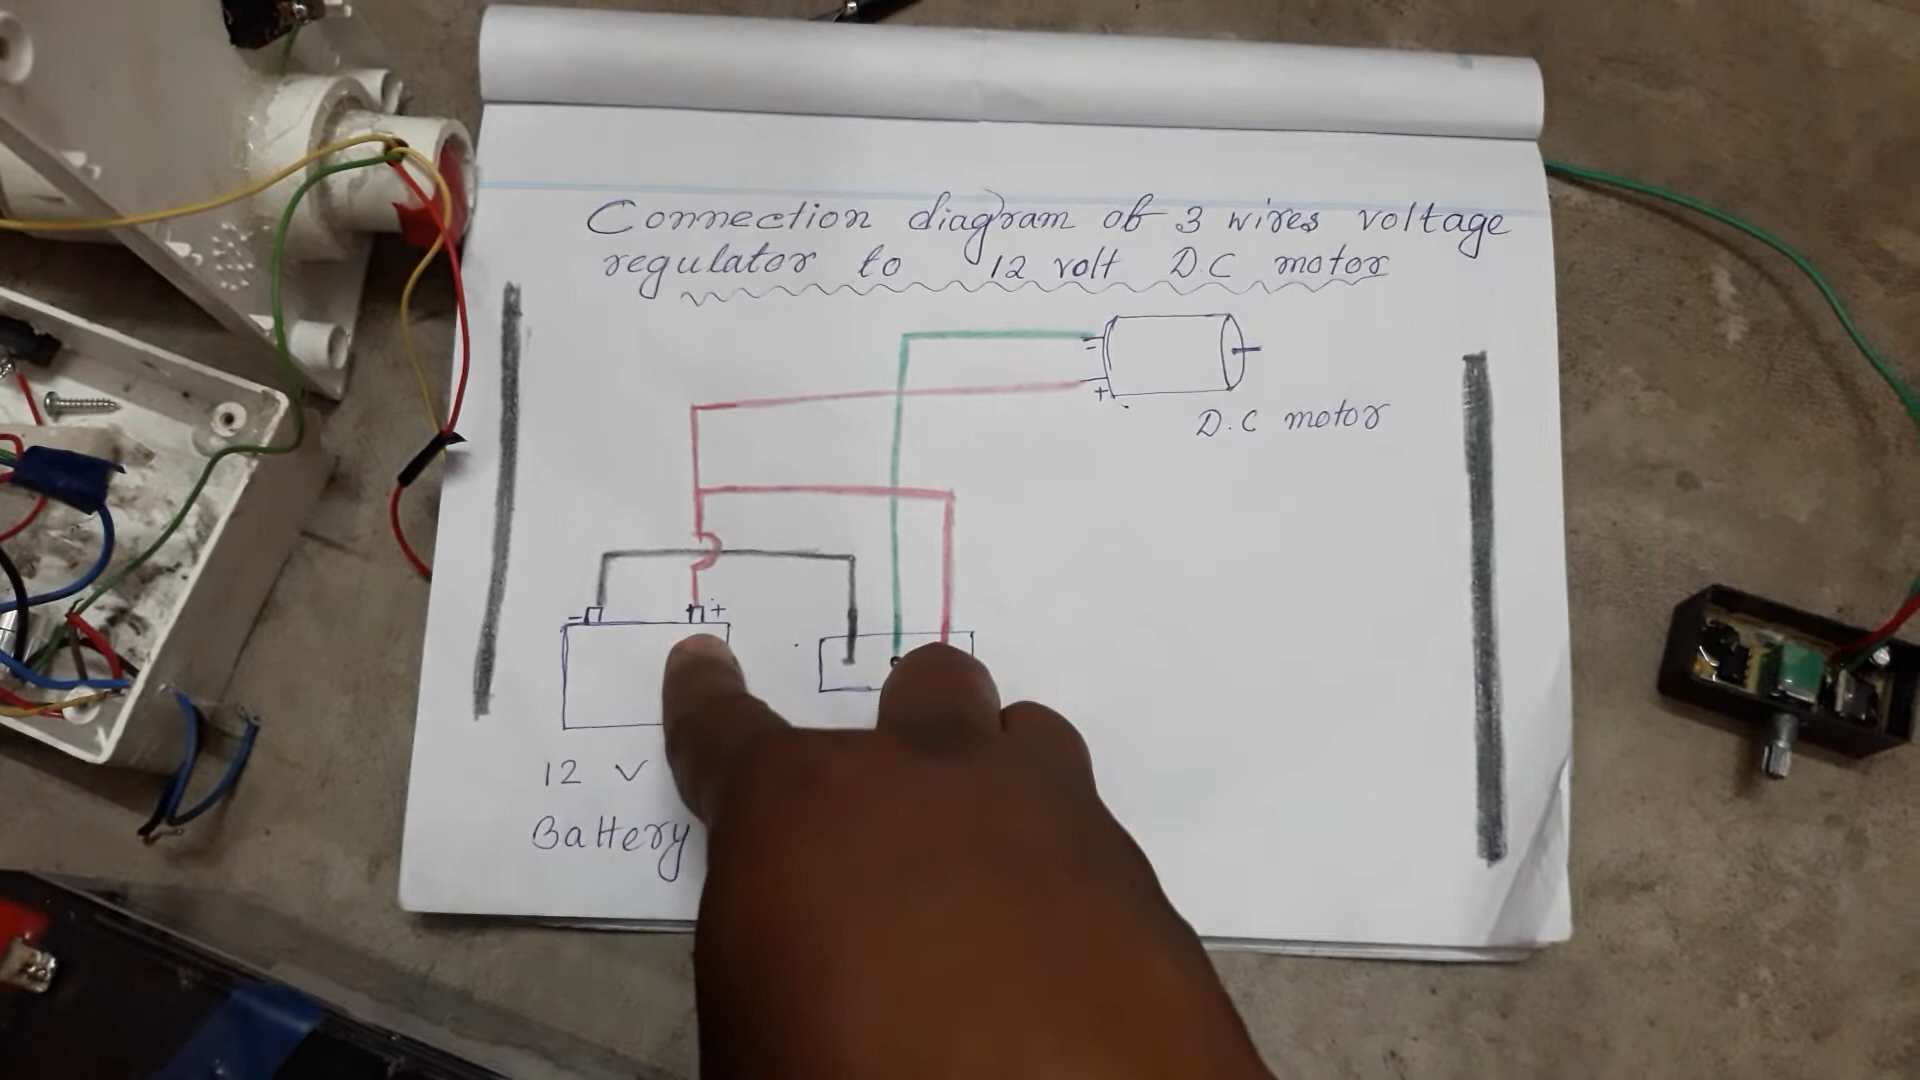 Connection diagram of 3 wires voltage
regulator to 12 volt D.C motor
=
+
D.C motor
- +
12 V
Battery